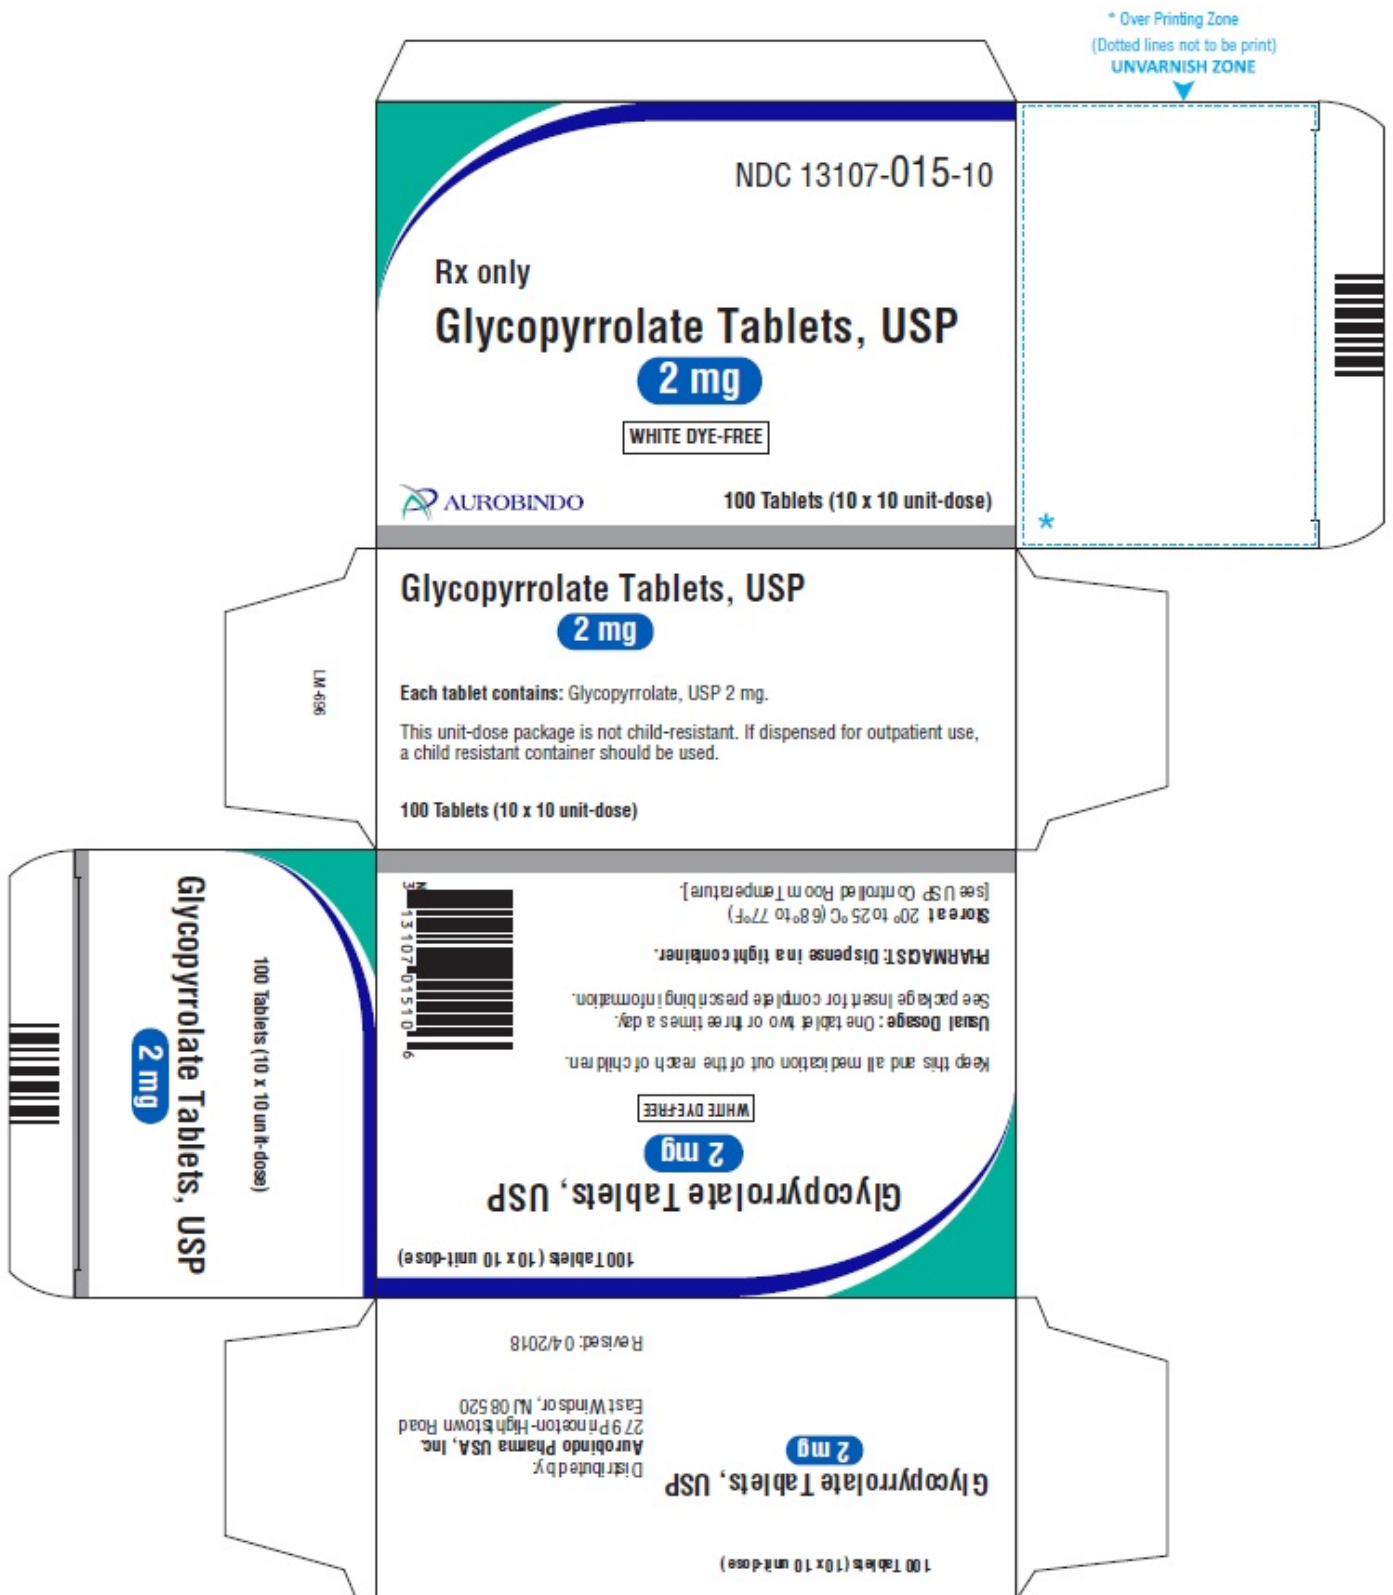 * Over Printing Zone
(Dotted lines not to be print)
UNVARNISH ZONE
NDC 13107-015-10
Rx only
Glycopyrrolate Tablets, USP
2 mg
WHITE DYE-FREE
AUROBINDO
100 Tablets (10 x 10 unit-dose)
*
Glycopyrrolate Tablets, USP
2 mg
LM-696
Each tablet contains: Glycopyrrolate, USP 2 mg.
This unit-dose package is not child-resistant. If dispensed for outpatient use,
a child resistant container should be used.
100 Tablets (10 x 10 unit-dose)
Glycopyrrolate Tablets, USP
2 mg
100 Tablets (10 x 10 unit-dose)
100 Tablets (10 x 10 unit-dose)
Glycopyrrolate Tablets, USP
2 mg
WHITE DYE-FREE
Keep this and all medication out of the reach of children.
Usual Dosage: One tablet two or three times a day.
See package insert for complete prescribing information.
PHARMACIST: Dispense in a tight container.
Store at 20° to 25°C (68° to 77°F)
[see USP Controlled Room Temperature].
N
3 13107 01510 6
100 Tablets (10 x 10 unit-dose)
Glycopyrrolate Tablets, USP
2 mg
Distributed by:
Aurobindo Pharma USA, Inc.
279 Princeton-Hightstown Road
East Windsor, NJ 08520
Revised: 04/2018